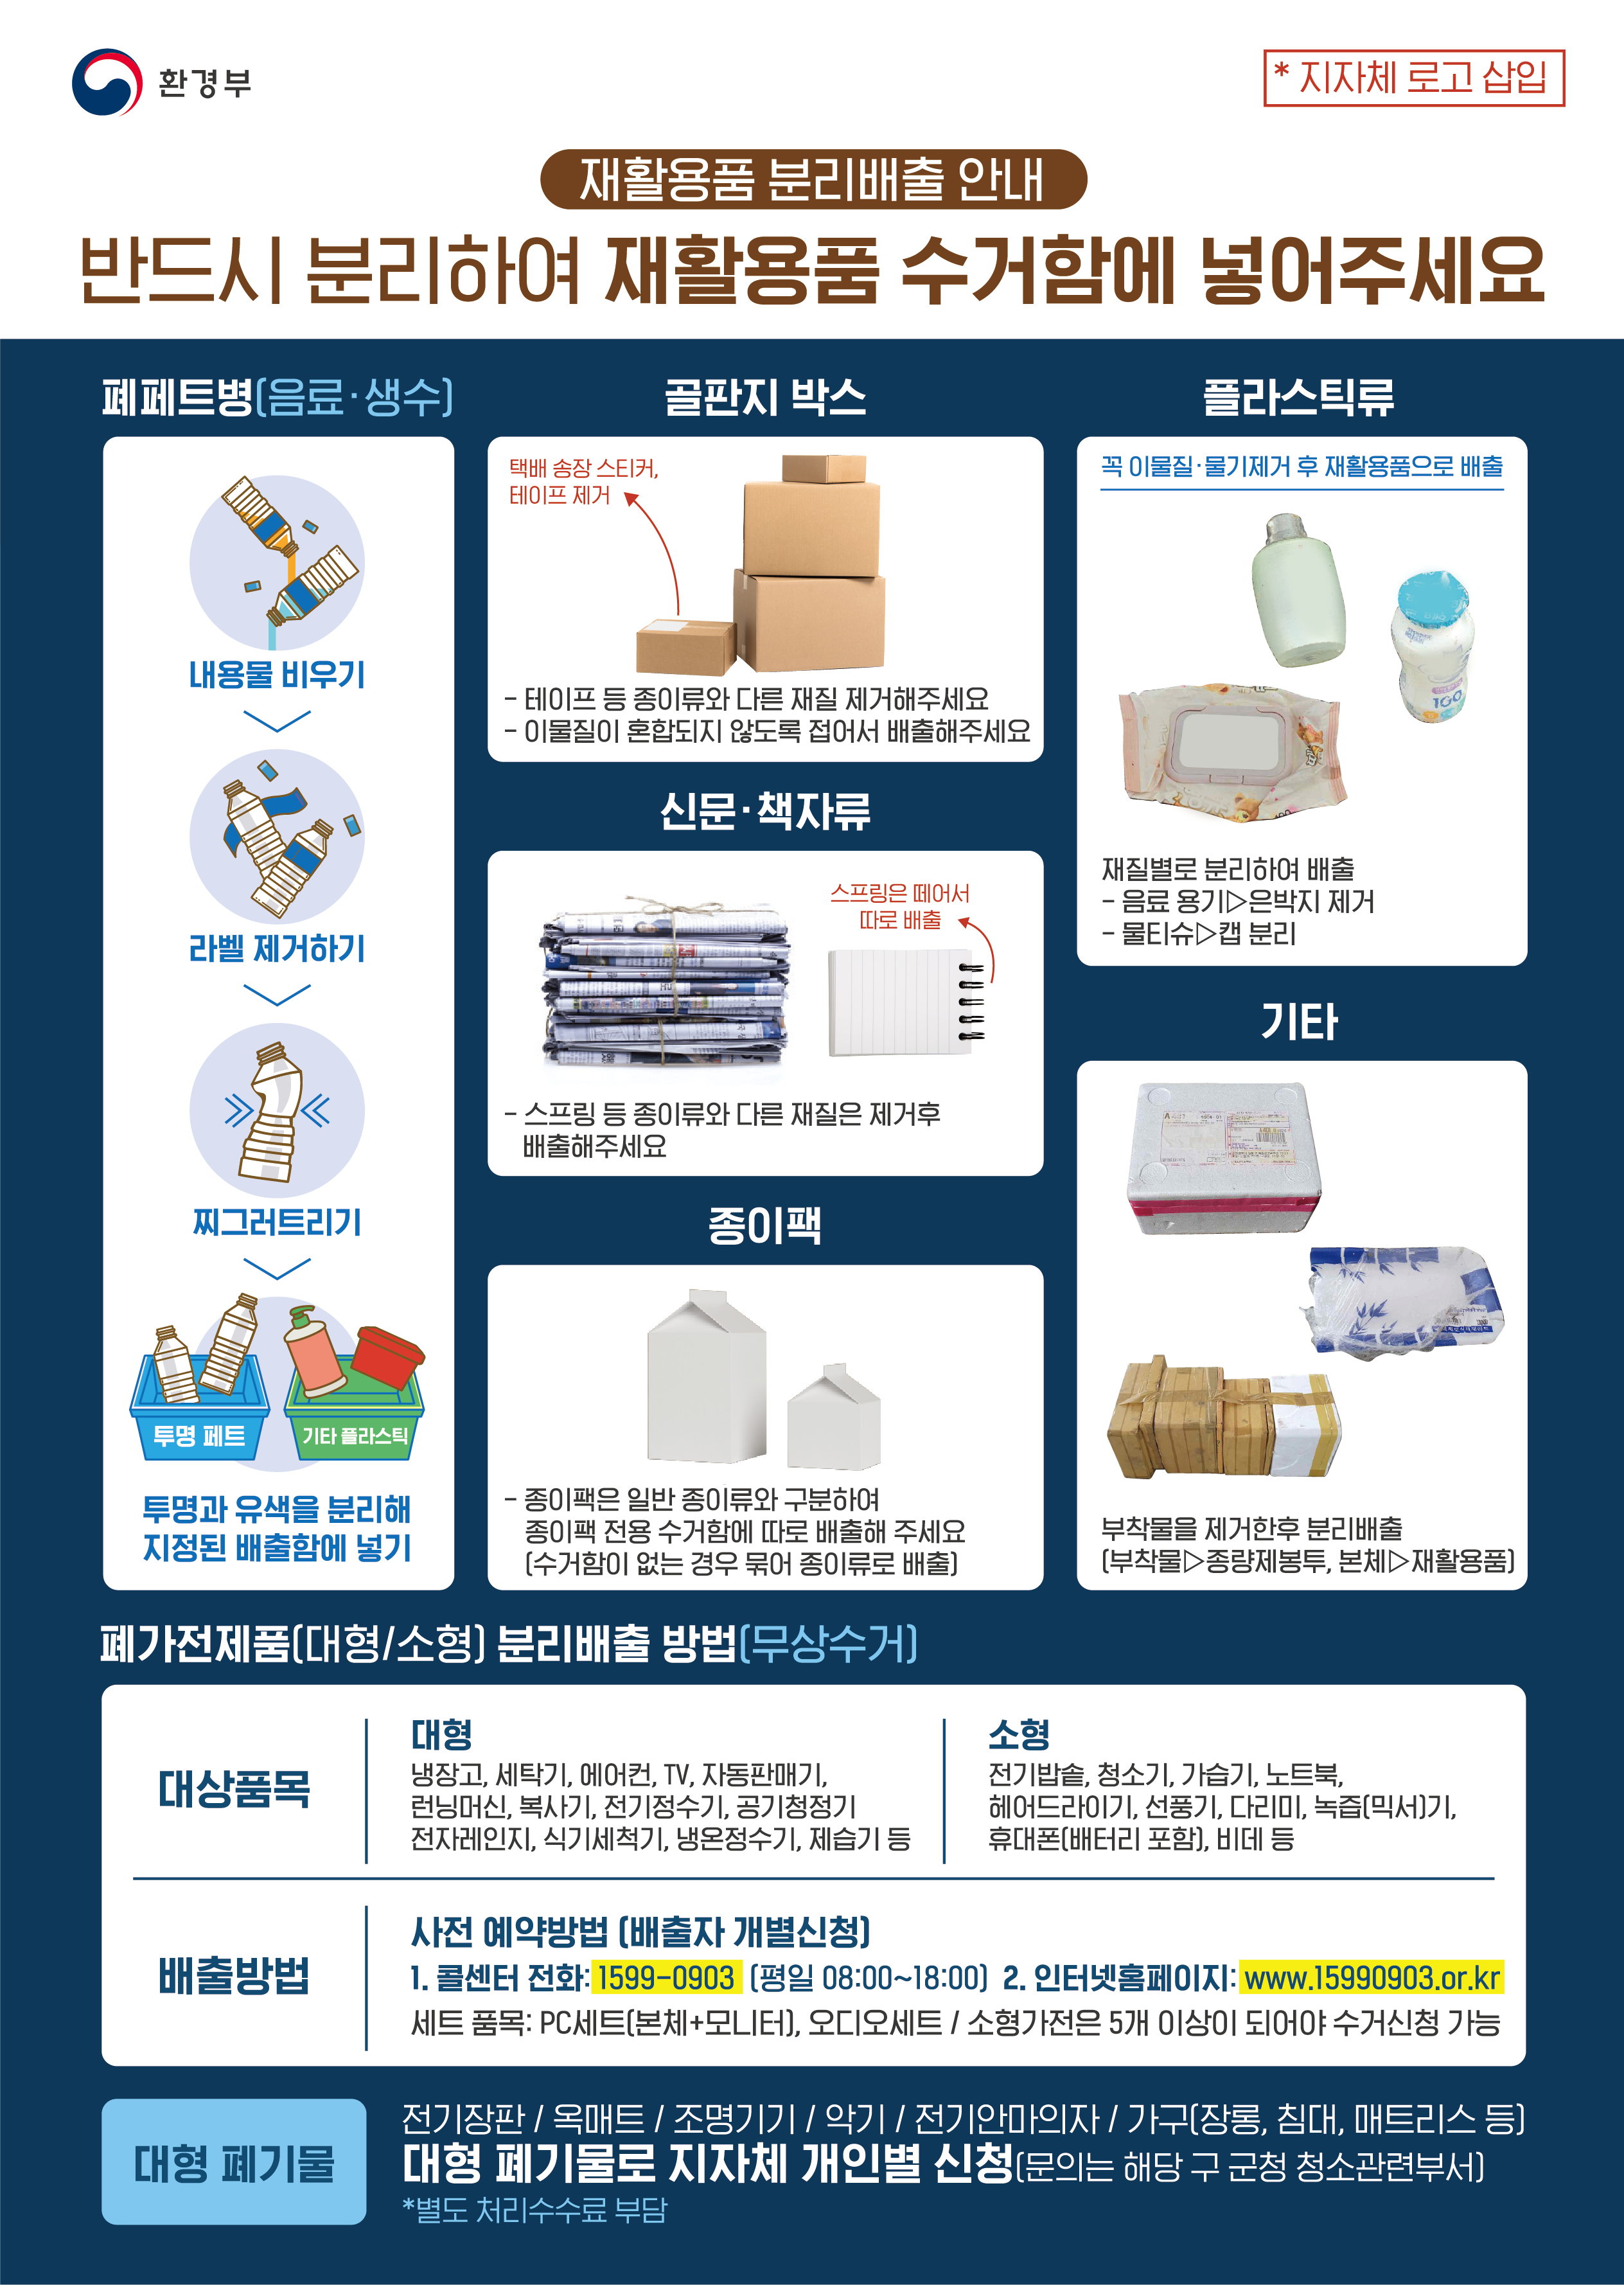 환경부
* 지자체 로고 삽입
재활용품 분리배출 안내
반드시 분리하여 재활용품 수거함에 넣어주세요
폐페트병(음료·생수)
내용물 비우기
라벨 제거하기
찌그러트리기
투명 페트
기타 플라스틱
투명과 유색을 분리해
지정된 배출함에 넣기
골판지 박스
택배 송장 스티커,
테이프 제거
- 테이프 등 종이류와 다른 재질 제거해주세요
- 이물질이 혼합되지 않도록 접어서 배출해주세요
신문·책자류
스프링은 떼어서
따로 배출
- 스프링 등 종이류와 다른 재질은 제거후
배출해주세요
종이팩
- 종이팩은 일반 종이류와 구분하여
종이팩 전용 수거함에 따로 배출해 주세요
(수거함이 없는 경우 묶어 종이류로 배출)
플라스틱류
꼭 이물질·물기제거 후 재활용품으로 배출
100
재질별로 분리하여 배출
- 음료 용기▷은박지 제거
- 물티슈▷캡 분리
기타
부착물을 제거한후 분리배출
(부착물▷종량제봉투, 본체▷재활용품)
폐가전제품(대형/소형) 분리배출 방법(무상수거)
대상품목
대형
냉장고, 세탁기, 에어컨, TV, 자동판매기,
런닝머신, 복사기, 전기정수기, 공기청정기
전자레인지, 식기세척기, 냉온정수기, 제습기 등
소형
전기밥솥, 청소기, 가습기, 노트북,
헤어드라이기, 선풍기, 다리미, 녹즙(믹서)기,
휴대폰(배터리 포함), 비데 등
배출방법
사전 예약방법 (배출자 개별신청)
1. 콜센터 전화: 1599-0903 (평일 08:00~18:00) 2. 인터넷홈페이지: www.15990903.or.kr
세트 품목: PC세트(본체+모니터), 오디오세트 / 소형가전은 5개 이상이 되어야 수거신청 가능
대형 폐기물
전기장판 / 옥매트 / 조명기기 / 악기 / 전기안마의자 / 가구(장롱, 침대, 매트리스 등)
대형 폐기물로 지자체 개인별 신청(문의는 해당 구 군청 청소관련부서)
*별도 처리수수료 부담